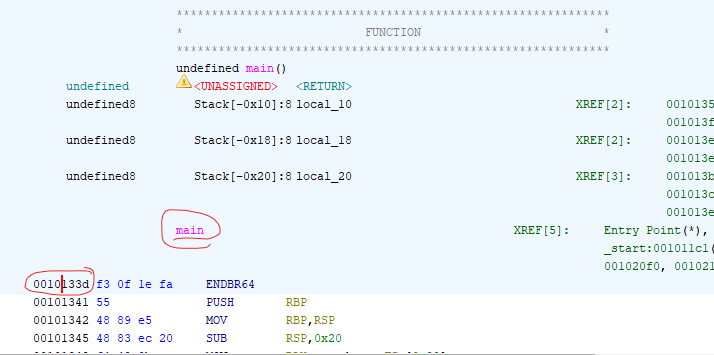 *************************************************************
* FUNCTION *
*************************************************************
undefined main()
undefined <UNASSIGNED> <RETURN>
undefined8 Stack[-0x10]:8 local_10 XREF[2]: 0010135
001013f
undefined8 Stack[-0x18]:8 local_18 XREF[2]: 001013e
001013e
undefined8 Stack[-0x20]:8 local_20 XREF[3]: 001013b
001013c
001013e
main XREF[5]: Entry Point(*),
_start:001011c1(
001020f0, 001021
0010133d f3 0f 1e fa ENDBR64
00101341 55 PUSH RBP
00101342 48 89 e5 MOV RBP,RSP
00101345 48 83 ec 20 SUB RSP,0x20